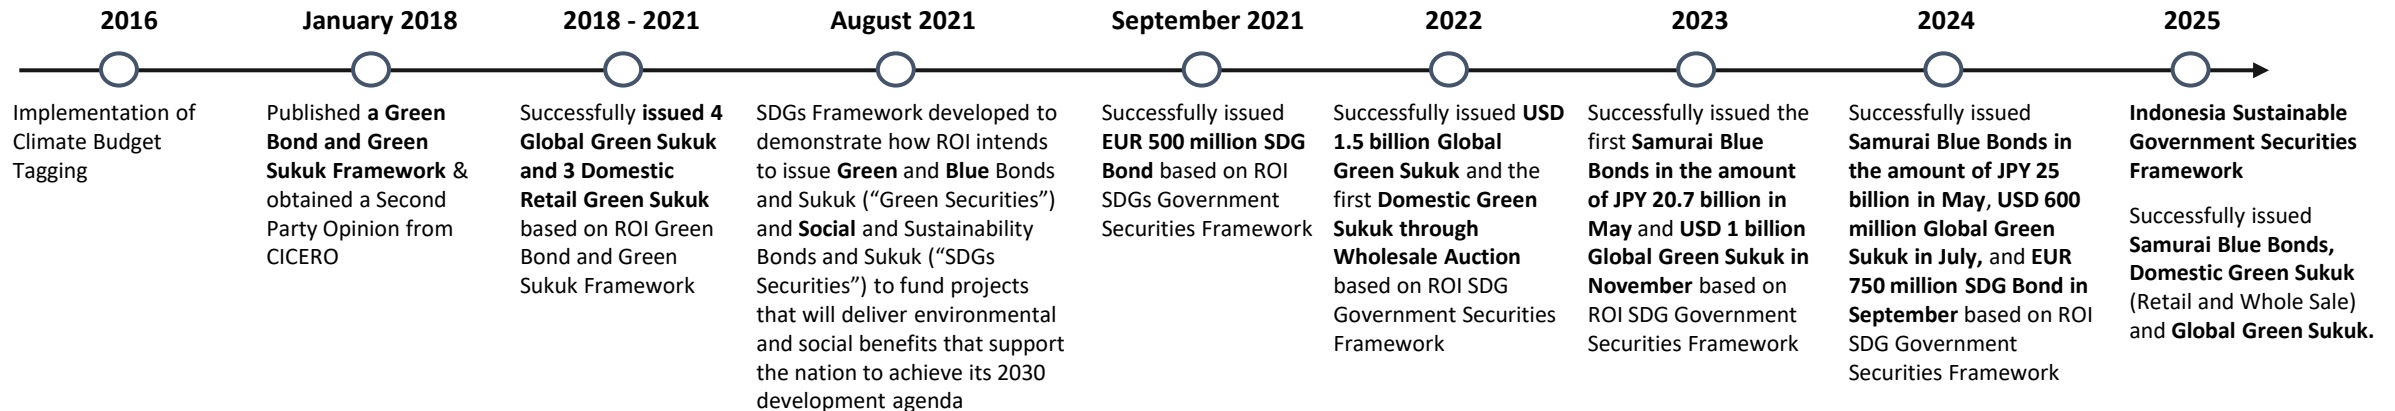 2016
Implementation of
Climate Budget
Tagging
January 2018
Published a Green
Bond and Green
Sukuk Framework &
obtained a Second
Party Opinion from
CICERO
2018 - 2021
Successfully issued 4
Global Green Sukuk
and 3 Domestic
Retail Green Sukuk
based on ROI Green
Bond and Green
Sukuk Framework
August 2021
SDGs Framework developed to
demonstrate how ROI intends
to issue Green and Blue Bonds
and Sukuk (“Green Securities”)
and Social and Sustainability
Bonds and Sukuk (“SDGs
Securities”) to fund projects
that will deliver environmental
and social benefits that support
the nation to achieve its 2030
development agenda
September 2021
Successfully issued
EUR 500 million SDG
Bond based on ROI
SDGs Government
Securities Framework
2022
Successfully issued USD
1.5 billion Global
Green Sukuk and the
first Domestic Green
Sukuk through
Wholesale Auction
based on ROI SDG
Government Securities
Framework
2023
Successfully issued the
first Samurai Blue
Bonds in the amount
of JPY 20.7 billion in
May and USD 1 billion
Global Green Sukuk in
November based on
ROI SDG Government
Securities Framework
2024
Successfully issued
Samurai Blue Bonds in
the amount of JPY 25
billion in May, USD 600
million Global Green
Sukuk in July, and EUR
750 million SDG Bond in
September based on ROI
SDG Government
Securities Framework
2025
Indonesia Sustainable
Government Securities
Framework
Successfully issued
Samurai Blue Bonds,
Domestic Green Sukuk
(Retail and Whole Sale)
and Global Green Sukuk.